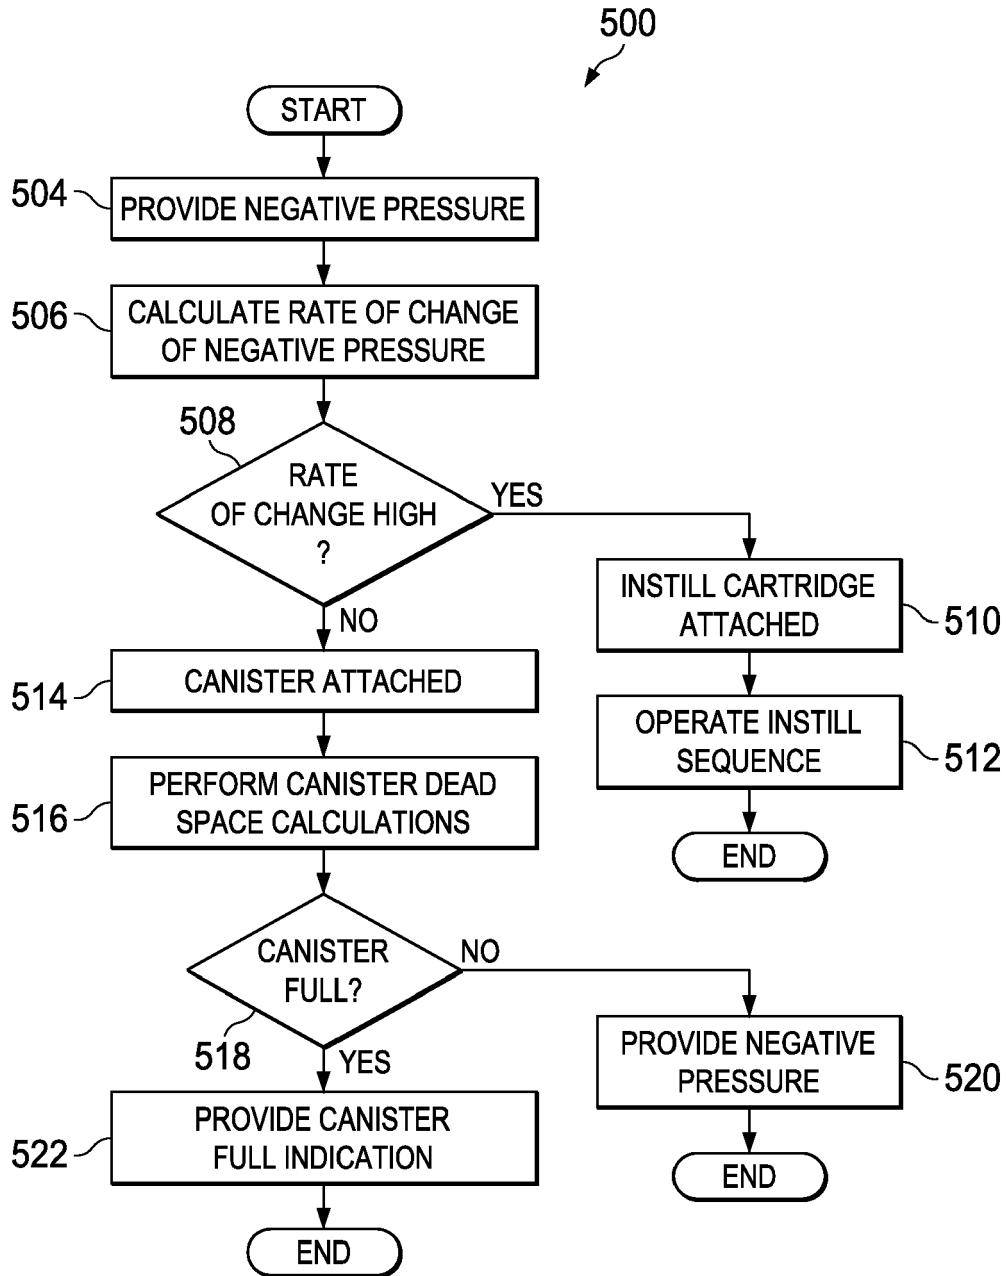 500
START
504
PROVIDE NEGATIVE PRESSURE
506
CALCULATE RATE OF CHANGE
OF NEGATIVE PRESSURE
508
RATE
OF CHANGE HIGH
?
YES
NO
INSTILL CARTRIDGE
ATTACHED
510
514
CANISTER ATTACHED
OPERATE INSTILL
SEQUENCE
512
516
PERFORM CANISTER DEAD
SPACE CALCULATIONS
END
CANISTER
FULL?
NO
518
YES
PROVIDE NEGATIVE
PRESSURE
520
522
PROVIDE CANISTER
FULL INDICATION
END
END